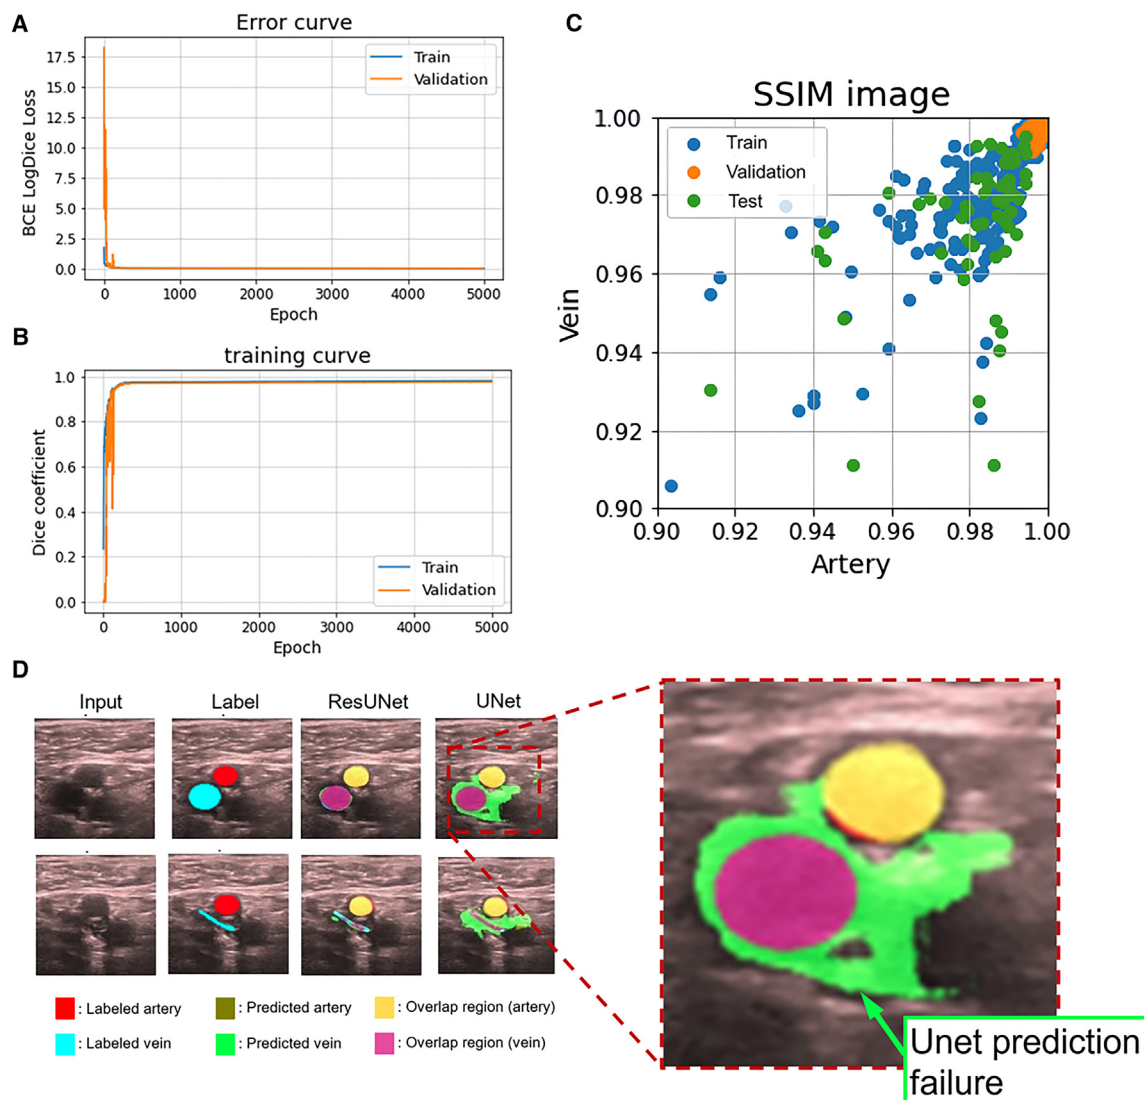 A
Error curve
BCE LogDice Loss
17.5
15.0
12.5
10.0
7.5
5.0
2.5
0.0
Train
Validation
0 1000 2000 3000 4000 5000
Epoch
B
training curve
Dice coefficient
1.0
0.8
0.6
0.4
0.2
0.0
Train
Validation
0 1000 2000 3000 4000 5000
Epoch
C
SSIM image
Vein
1.00
0.98
0.96
0.94
0.92
0.90
Train
Validation
Test
0.90 0.92 0.94 0.96 0.98 1.00
Artery
D
Input Label ResUNet UNet
: Labeled artery : Predicted artery : Overlap region (artery)
: Labeled vein : Predicted vein : Overlap region (vein)
Unet prediction
failure